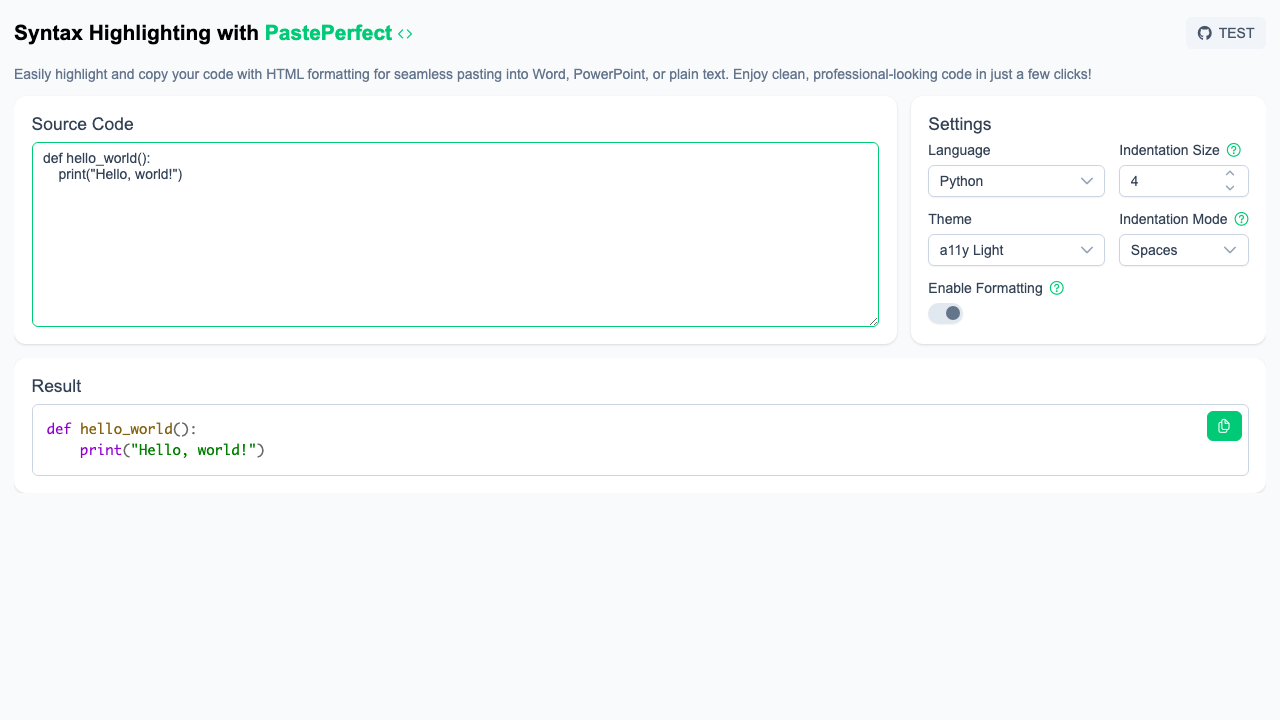 Syntax Highlighting with PastePerfect
TEST
Easily highlight and copy your code with HTML formatting for seamless pasting into Word, PowerPoint, or plain text. Enjoy clean, professional-looking code in just a few clicks!
Source Code
def hello_world():
    print("Hello, world!")
Settings
Language
Indentation Size
Python
4
Theme
Indentation Mode
a11y Light
Spaces
Enable Formatting
Result
def hello_world():
    print("Hello, world!")